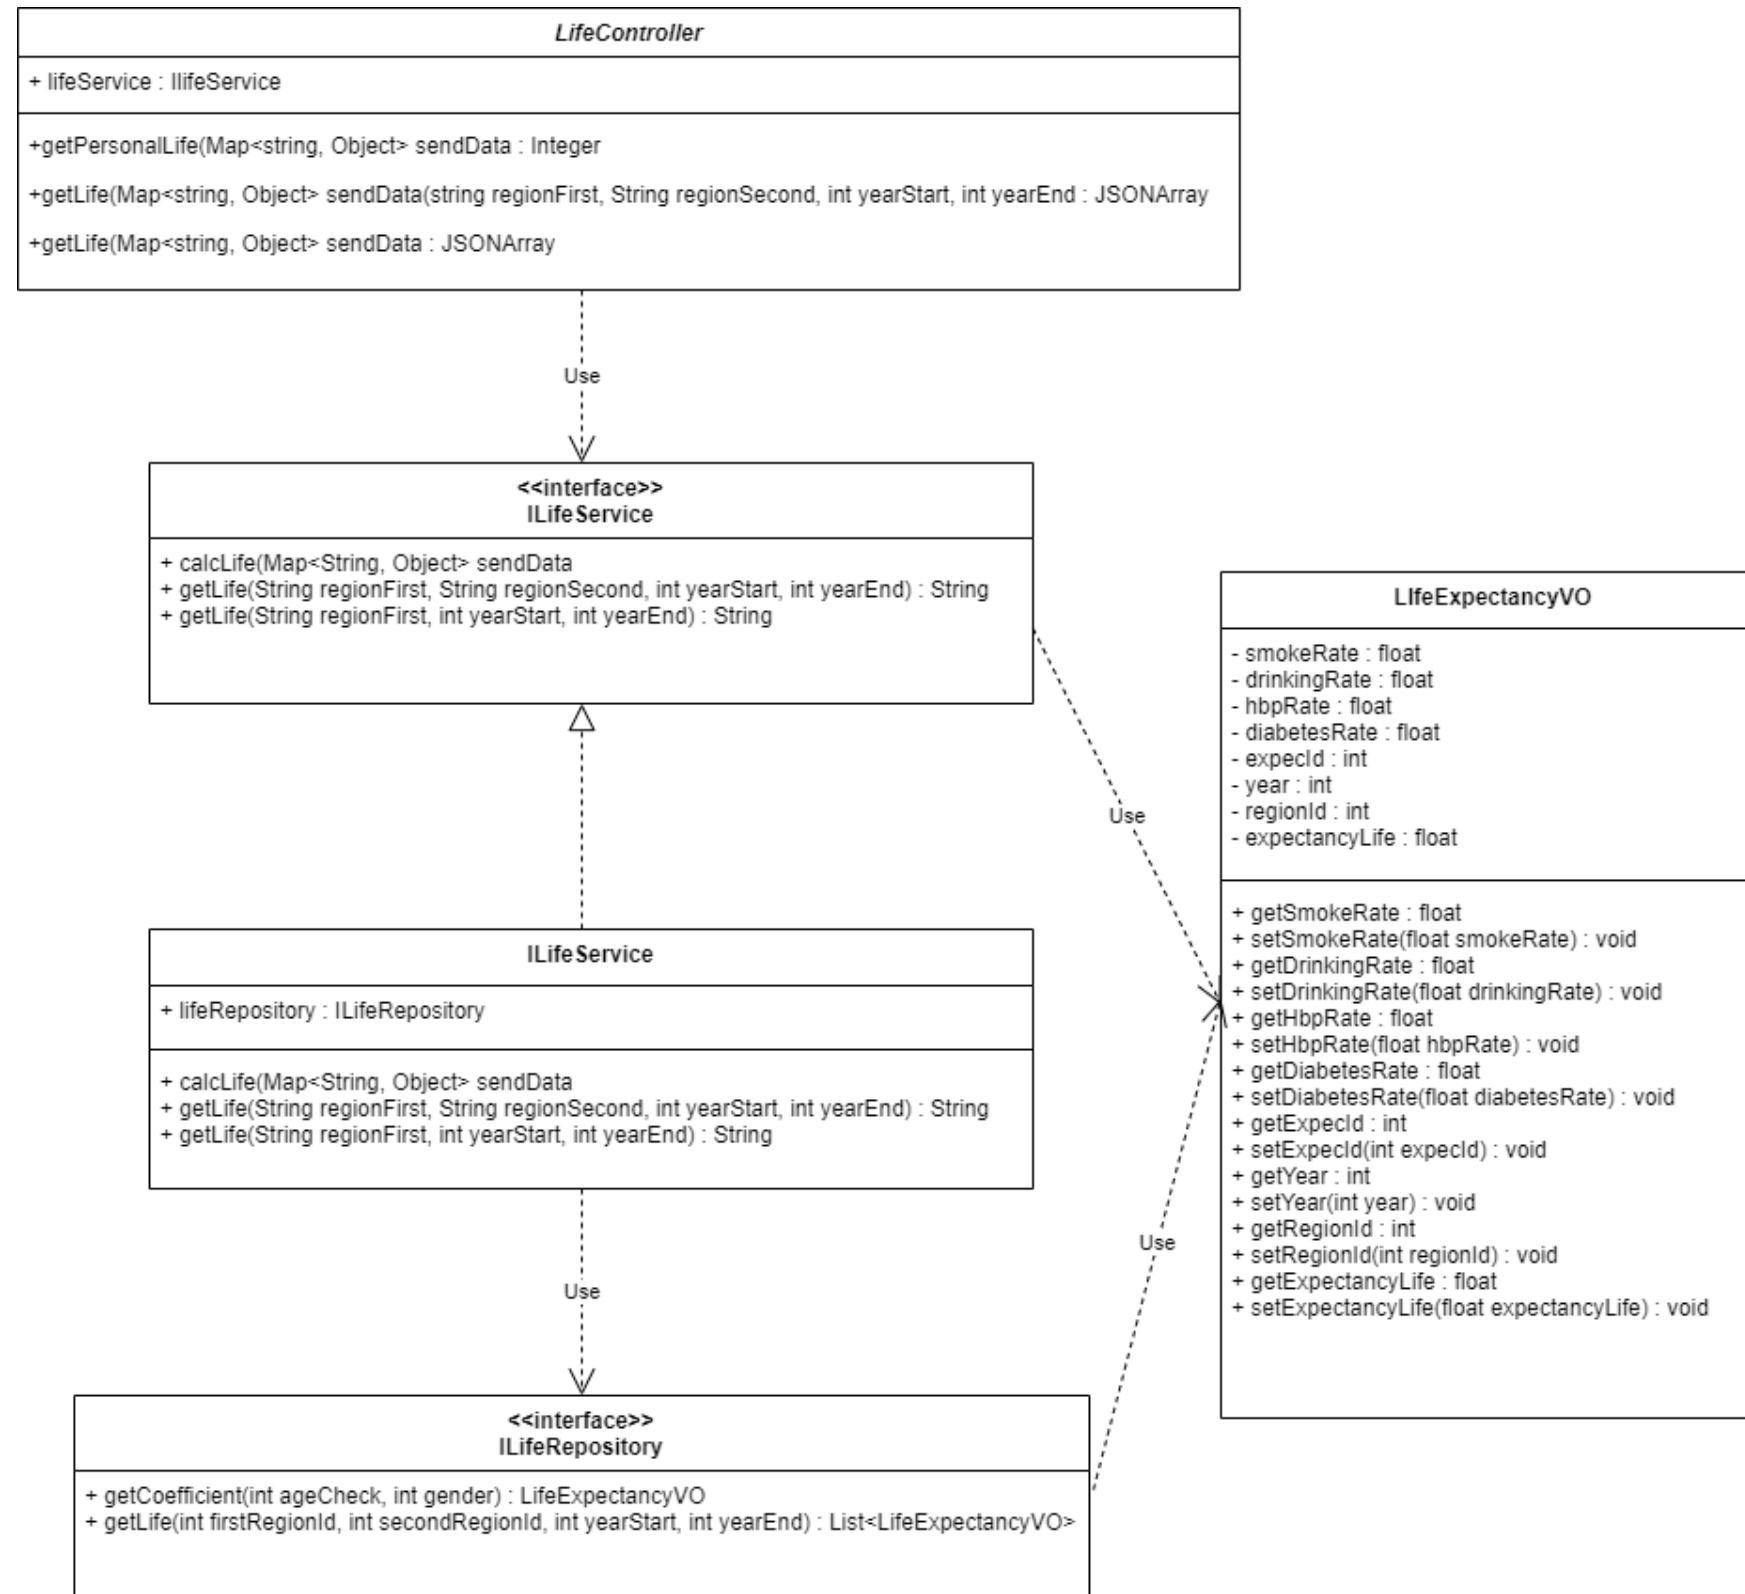 LifeController
+ lifeService : IlifeService
+getPersonalLife(Map<string, Object> sendData : Integer
+getLife(Map<string, Object> sendData(string regionFirst, String regionSecond, int yearStart, int yearEnd : JSONArray
+getLife(Map<string, Object> sendData : JSONArray
Use
<<interface>>
ILifeService
+ calcLife(Map<String, Object> sendData
+ getLife(String regionFirst, String regionSecond, int yearStart, int yearEnd) : String
+ getLife(String regionFirst, int yearStart, int yearEnd) : String
Use
ILifeService
+ lifeRepository : ILifeRepository
+ calcLife(Map<String, Object> sendData
+ getLife(String regionFirst, String regionSecond, int yearStart, int yearEnd) : String
+ getLife(String regionFirst, int yearStart, int yearEnd) : String
Use
Use
<<interface>>
ILifeRepository
+ getCoefficient(int ageCheck, int gender) : LifeExpectancyVO
+ getLife(int firstRegionId, int secondRegionId, int yearStart, int yearEnd) : List<LifeExpectancyVO>
LIfeExpectancyVO
- smokeRate : float
- drinkingRate : float
- hbpRate : float
- diabetesRate : float
- expecId : int
- year : int
- regionId : int
- expectancyLife : float
+ getSmokeRate : float
+ setSmokeRate(float smokeRate) : void
+ getDrinkingRate : float
+ setDrinkingRate(float drinkingRate) : void
+ getHbpRate : float
+ setHbpRate(float hbpRate) : void
+ getDiabetesRate : float
+ setDiabetesRate(float diabetesRate) : void
+ getExpecId : int
+ setExpecId(int expecId) : void
+ getYear : int
+ setYear(int year) : void
+ getRegionId : int
+ setRegionId(int regionId) : void
+ getExpectancyLife : float
+ setExpectancyLife(float expectancyLife) : void